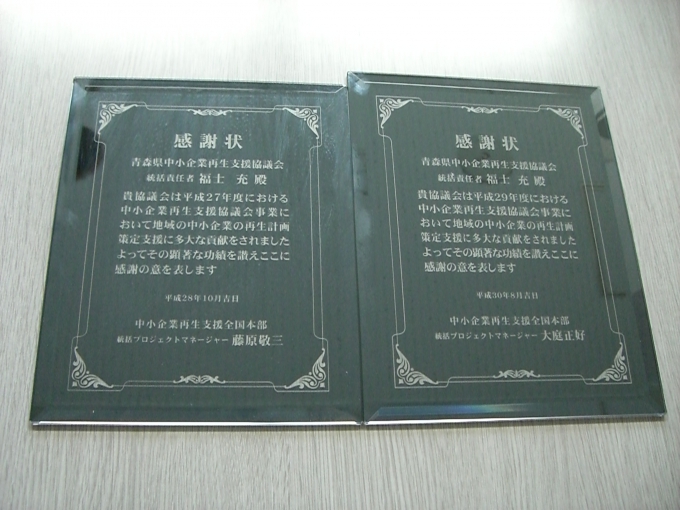 感謝状
青森県中小企業再生支援協議会
統括責任者 福士 充 殿
貴協議会は平成27年度における
中小企業再生支援協議会事業に
おいて地域の中小企業の再生計画
策定支援に多大な貢献をされました
よってその顕著な功績を讃えここに
感謝の意を表します
平成28年10月吉日
中小企業再生支援全国本部
統括プロジェクトマネージャー 藤原敬三
感謝状
青森県中小企業再生支援協議会
統括責任者 福士 充 殿
貴協議会は平成29年度における
中小企業再生支援協議会事業に
おいて地域の中小企業の再生計画
策定支援に多大な貢献をされました
よってその顕著な功績を讃えここに
感謝の意を表します
平成30年8月吉日
中小企業再生支援全国本部
統括プロジェクトマネージャー 大庭正好